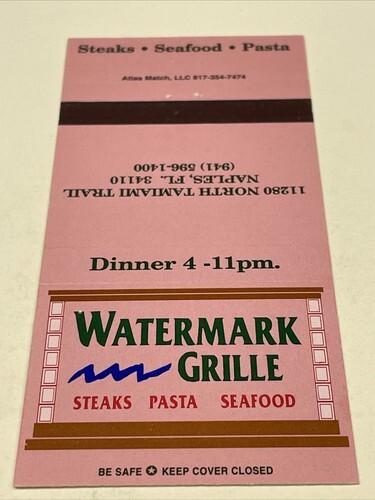 Steaks • Seafood • Pasta
Atlas Match, LLC 817-354-7474
11280 NORTH TAMIAMI TRAIL
NAPLES, FL. 34110
(941) 596-1400
Dinner 4 -11pm.
WATERMARK
GRILLE
STEAKS PASTA SEAFOOD
BE SAFE ✪ KEEP COVER CLOSED